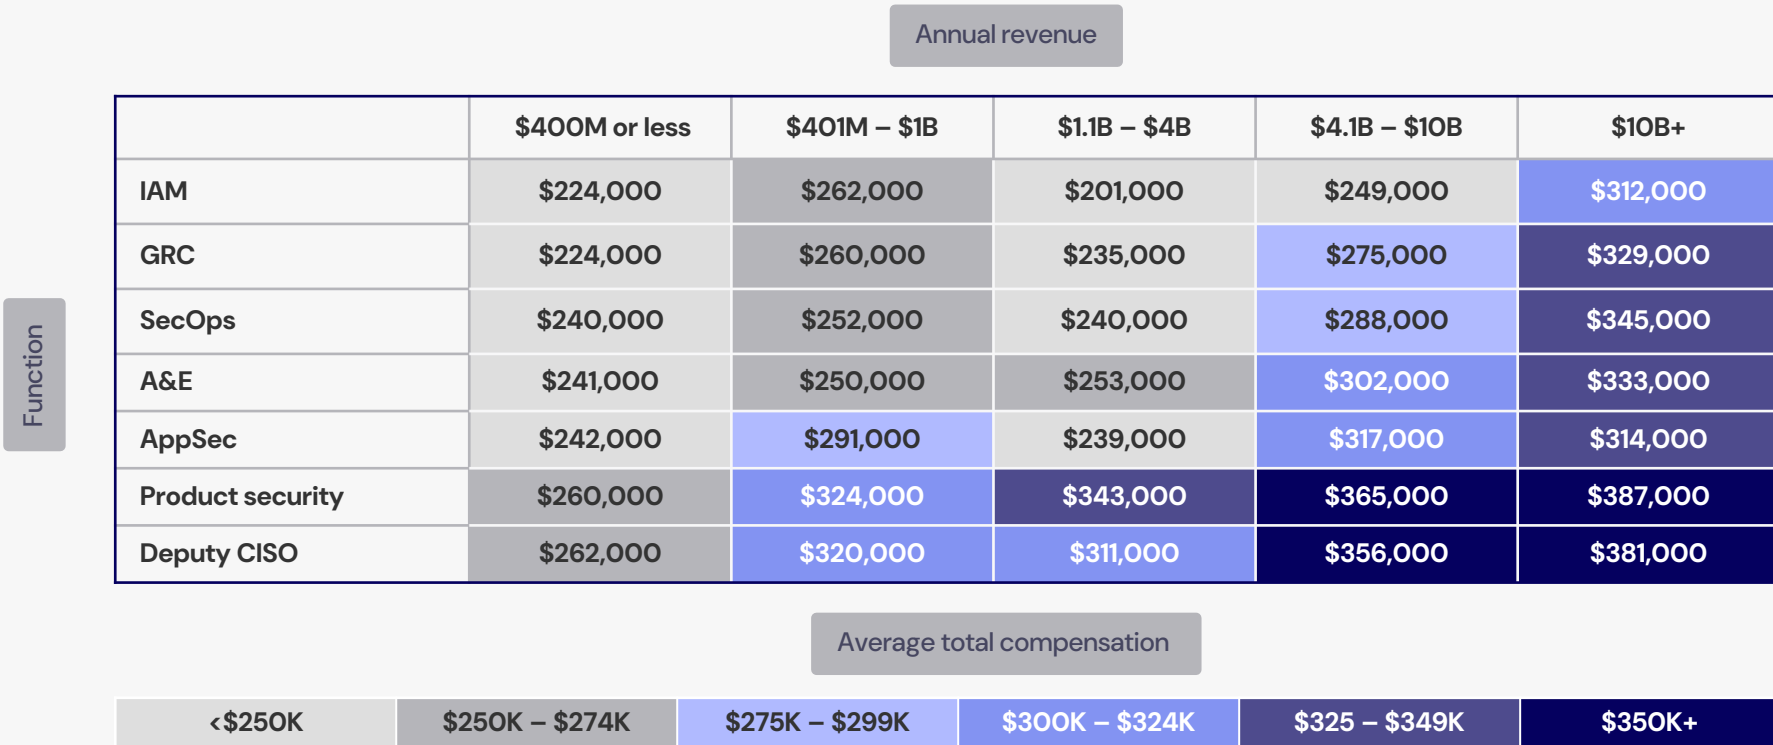 Annual revenue
$400M or less $401M – $1B $1.1B – $4B $4.1B – $10B $10B+
IAM $224,000 $262,000 $201,000 $249,000 $312,000
GRC $224,000 $260,000 $235,000 $275,000 $329,000
SecOps $240,000 $252,000 $240,000 $288,000 $345,000
Function
A&E $241,000 $250,000 $253,000 $302,000 $333,000
AppSec $242,000 $291,000 $239,000 $317,000 $314,000
Product security $260,000 $324,000 $343,000 $365,000 $387,000
Deputy CISO $262,000 $320,000 $311,000 $356,000 $381,000
Average total compensation
<$250K $250K – $274K $275K – $299K $300K – $324K $325 – $349K $350K+